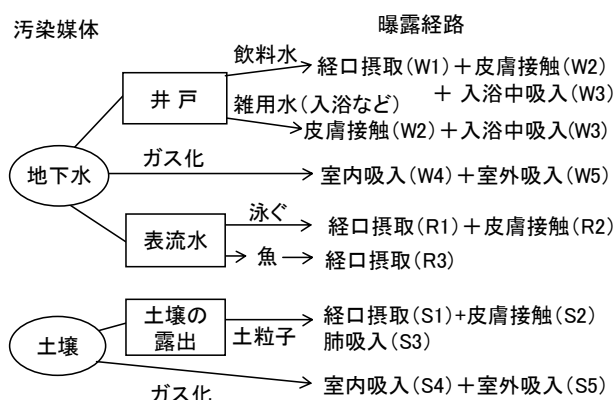 汚染媒体
曝露経路
飲料水
経口摂取(W1)＋皮膚接触(W2)
＋ 入浴中吸入(W3)
井 戸
雑用水(入浴など)
皮膚接触(W2)＋入浴中吸入(W3)
地下水
ガス化
室内吸入(W4)＋室外吸入(W5)
表流水
泳ぐ
経口摂取(R1)＋皮膚接触(R2)
魚
経口摂取(R3)
土壌
土壌の
露出
土粒子
経口摂取(S1)+皮膚接触(S2)
肺吸入(S3)
ガス化
室内吸入(S4)＋室外吸入(S5)